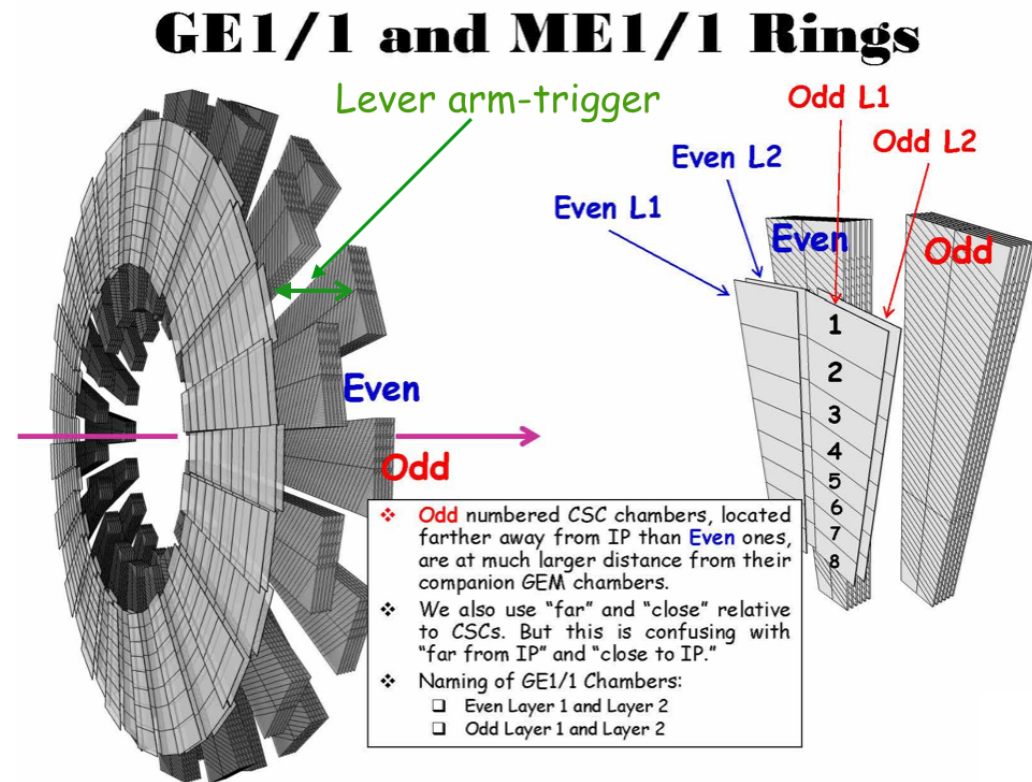 GE1/1 and ME1/1 Rings
Lever arm-trigger
Odd L1
Odd L2
Even L2
Even L1
Even
Odd
1
2
3
4
5
6
7
8
Even
Odd
❖ Odd numbered CSC chambers, located
farther away from IP than Even ones,
are at much larger distance from their
companion GEM chambers.
❖ We also use “far” and “close” relative
to CSCs. But this is confusing with
“far from IP” and “close to IP.”
❖ Naming of GE1/1 Chambers:
❑ Even Layer 1 and Layer 2
❑ Odd Layer 1 and Layer 2